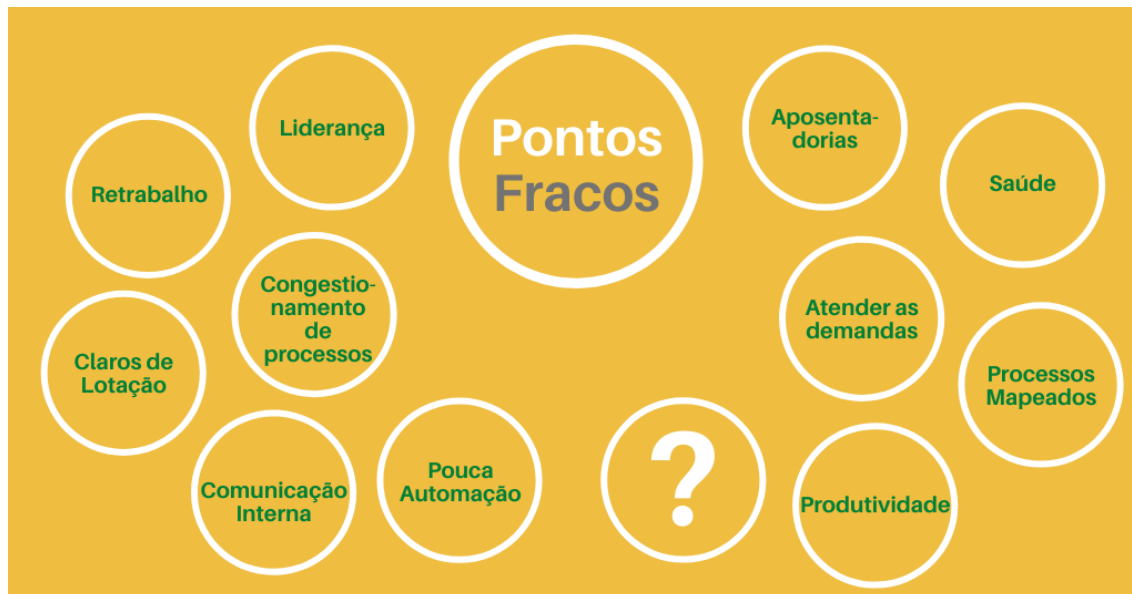 Pontos
Fracos
Liderança
Retrabalho
Congestio-
namento
de
processos
Claros de
Lotação
Comunicação
Interna
Pouca
Automação
?
Aposenta-
dorias
Saúde
Atender as
demandas
Processos
Mapeados
Produtividade